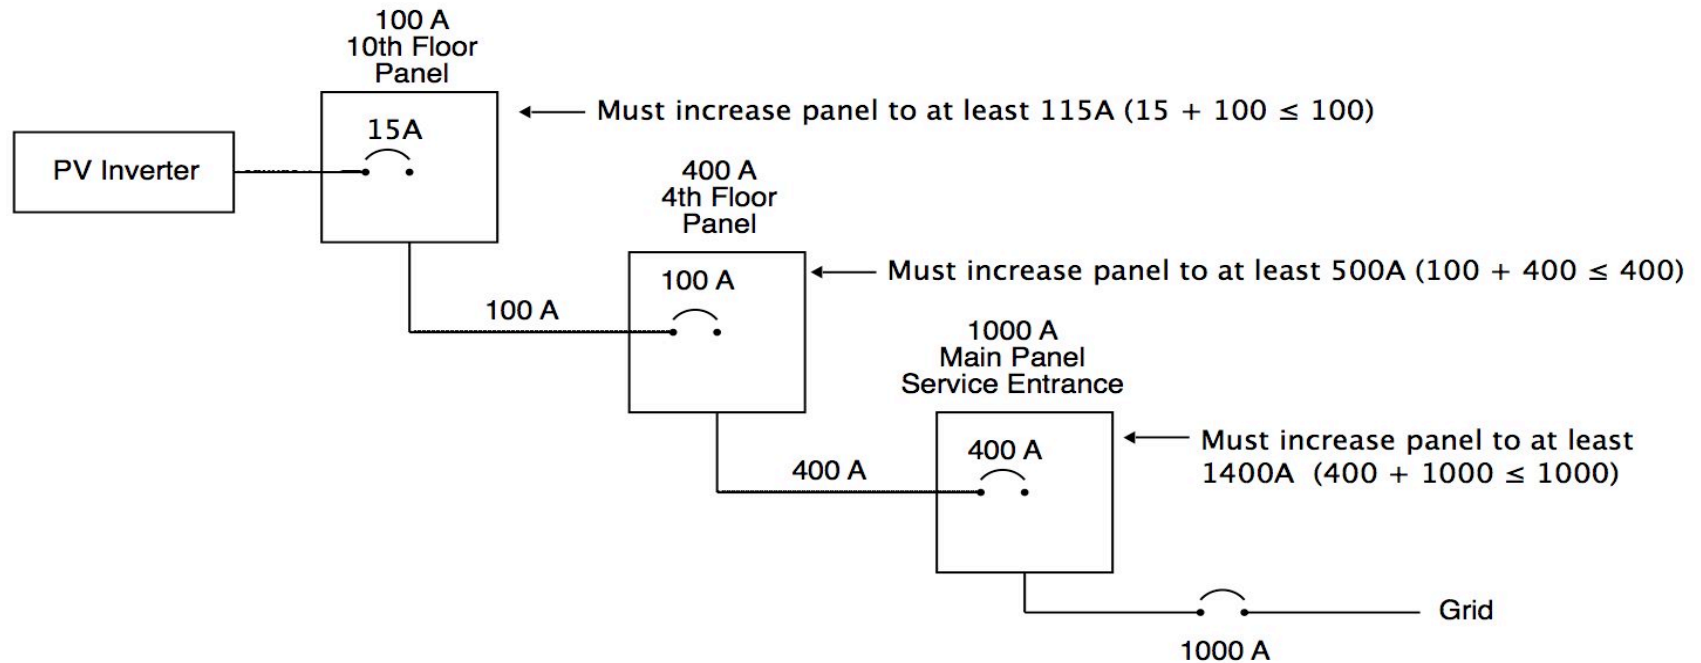 100 A
10th Floor
Panel
15A
Must increase panel to at least 115A (15 + 100 ≤ 100)
PV Inverter
400 A
4th Floor
Panel
100 A
Must increase panel to at least 500A (100 + 400 ≤ 400)
100 A
1000 A
Main Panel
Service Entrance
400 A
Must increase panel to at least
1400A (400 + 1000 ≤ 1000)
400 A
Grid
1000 A